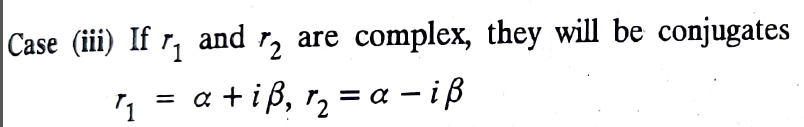 Case (iii) If r₁ and r₂ are complex, they will be conjugates
r₁ = α + iβ, r₂ = α − iβ